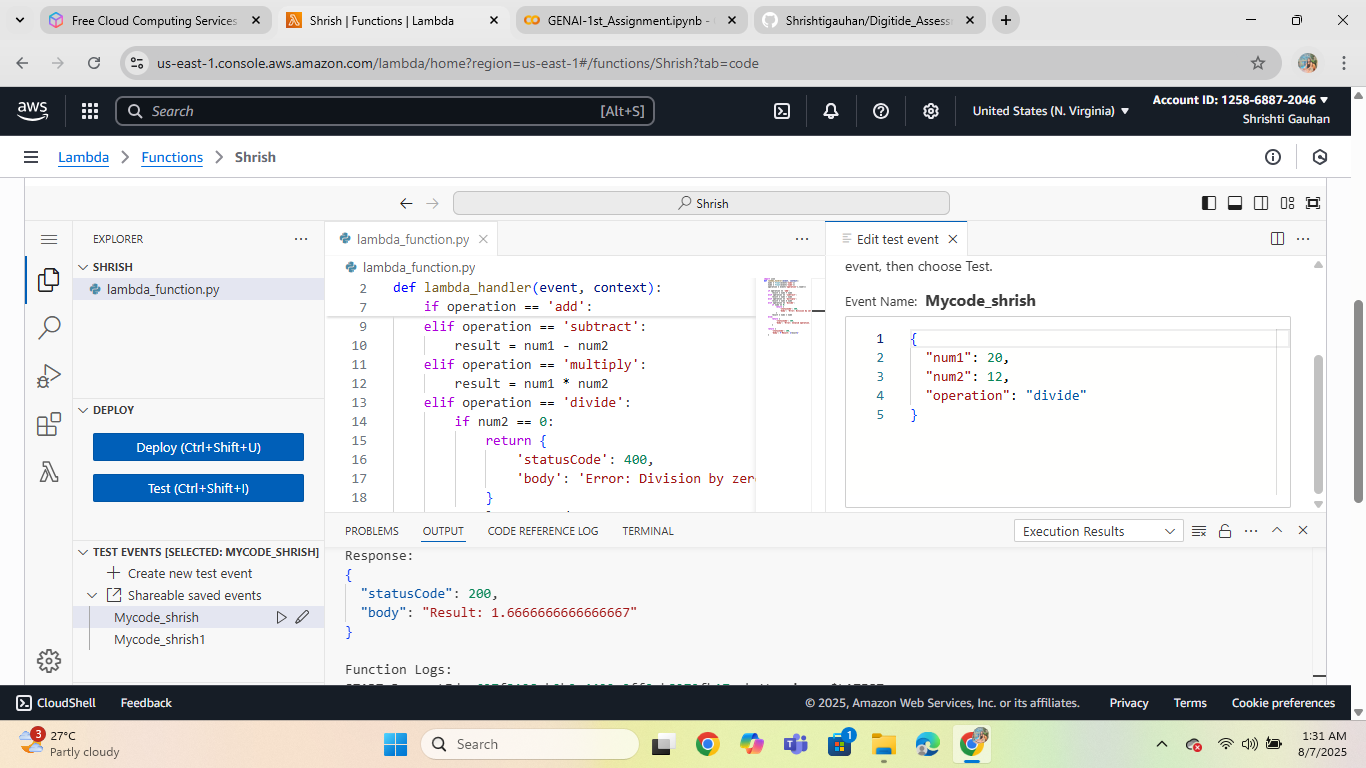 Free Cloud Computing Services
Shrish | Functions | Lambda
GENAI-1st_Assignment.ipynb -
Shrishtigauhan/Digitide_Assess
us-east-1.console.aws.amazon.com/lambda/home?region=us-east-1#/functions/Shrish?tab=code
aws
Search
[Alt+S]
United States (N. Virginia)
Account ID: 1258-6887-2046
Shrishti Gauhan
Lambda
Functions
Shrish
Shrish
EXPLORER
SHRISH
lambda_function.py
DEPLOY
Deploy (Ctrl+Shift+U)
Test (Ctrl+Shift+I)
TEST EVENTS [SELECTED: MYCODE_SHRISH]
Create new test event
Shareable saved events
Mycode_shrish
Mycode_shrish1
lambda_function.py
lambda_function.py
2 def lambda_handler(event, context):
7 if operation == 'add':
9 elif operation == 'subtract':
10 result = num1 - num2
11 elif operation == 'multiply':
12 result = num1 * num2
13 elif operation == 'divide':
14 if num2 == 0:
15 return {
16 'statusCode': 400,
17 'body': 'Error: Division by zer
18 }
Edit test event
event, then choose Test.
Event Name: Mycode_shrish
1 {
2 "num1": 20,
3 "num2": 12,
4 "operation": "divide"
5 }
PROBLEMS
OUTPUT
CODE REFERENCE LOG
TERMINAL
Execution Results
Response:
{
"statusCode": 200,
"body": "Result: 1.6666666666666667"
}
Function Logs:
CloudShell
Feedback
© 2025, Amazon Web Services, Inc. or its affiliates.
Privacy
Terms
Cookie preferences
3
27°C
Partly cloudy
Search
1
1:31 AM
8/7/2025